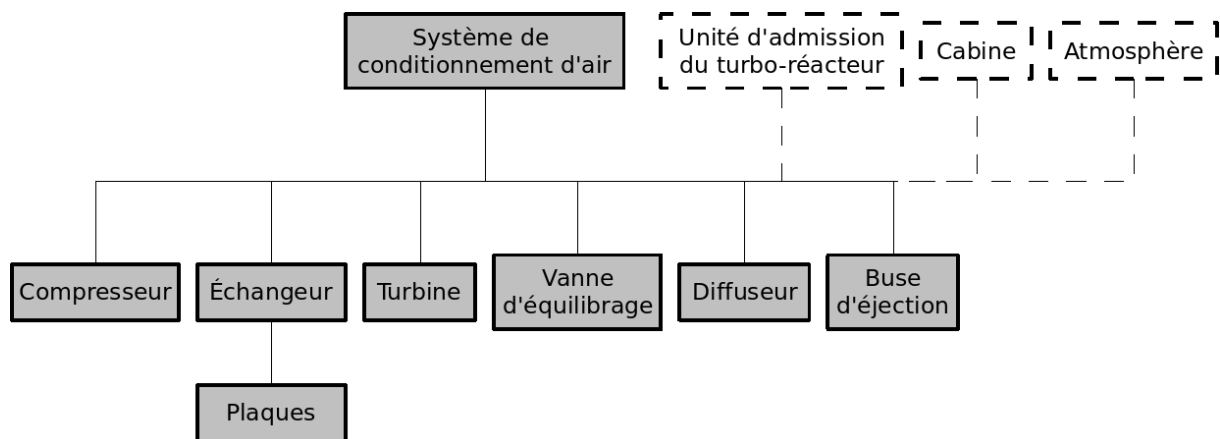 Système de
conditionnement d'air
Unité d'admission
du turbo-réacteur
Cabine
Atmosphère
Compresseur
Échangeur
Turbine
Vanne
d'équilibrage
Diffuseur
Buse
d'éjection
Plaques